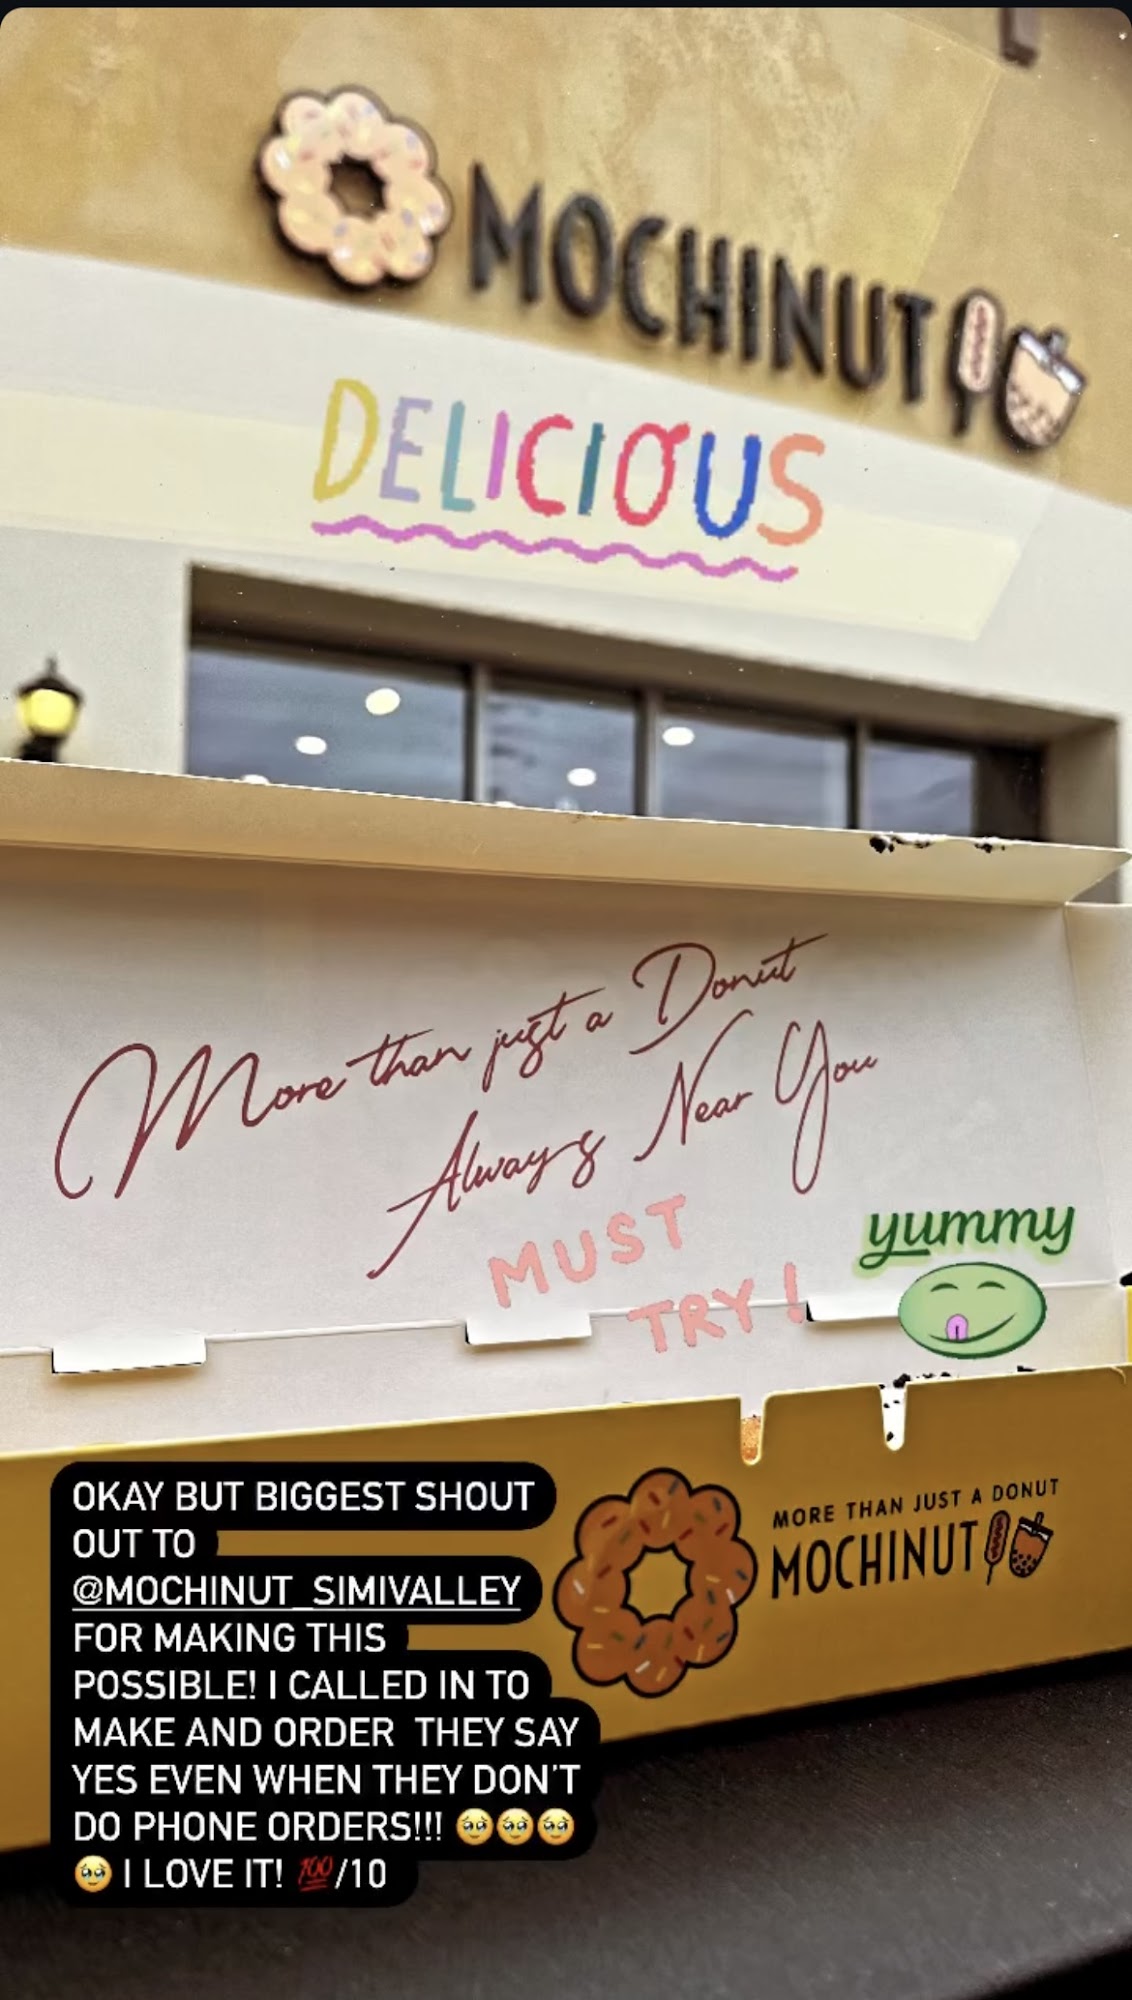 MOCHINUT
DELICIOUS
More than just a Donut
Always Near You
MUST
TRY!
yummy
MORE THAN JUST A DONUT
MOCHINUT
OKAY BUT BIGGEST SHOUT
OUT TO
@MOCHINUT_SIMIVALLEY
FOR MAKING THIS
POSSIBLE! I CALLED IN TO
MAKE AND ORDER THEY SAY
YES EVEN WHEN THEY DON'T
DO PHONE ORDERS!!! 🥹🥹🥹
🥹 I LOVE IT! 💯/10